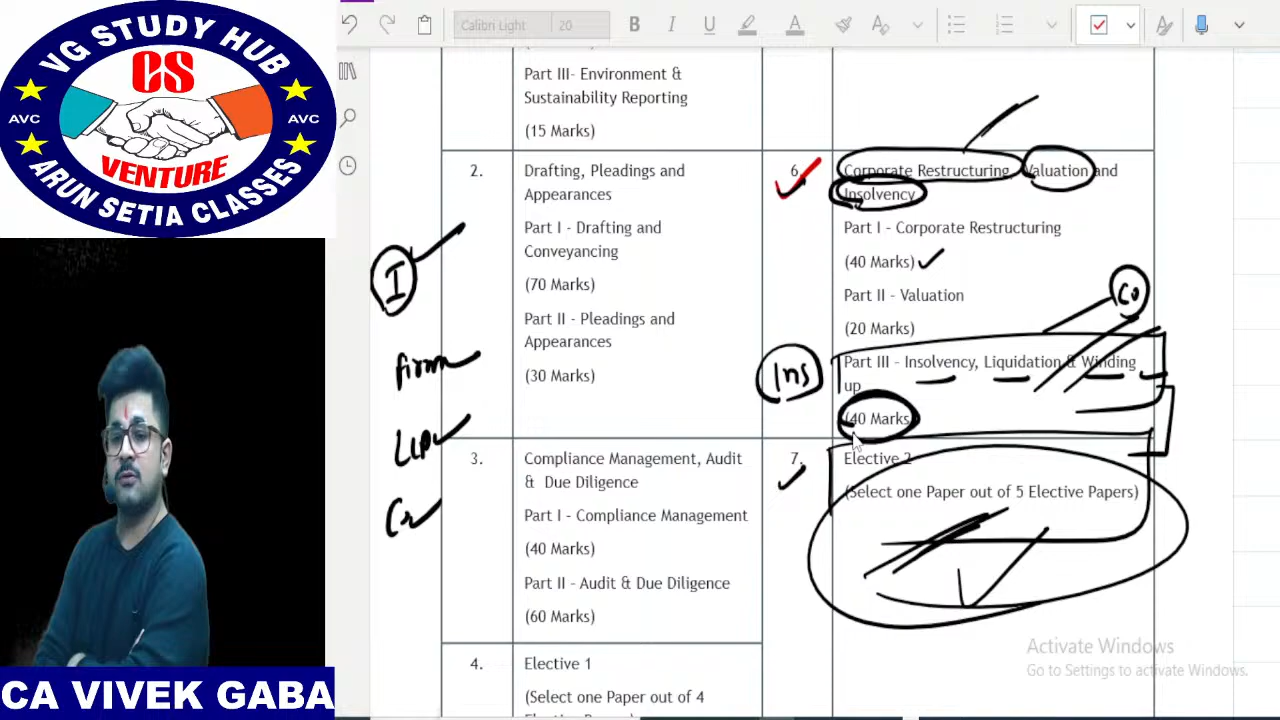 VG STUDY HUB
CS
AVC
AVC
VENTURE
ARUN SETIA CLASSES
CA VIVEK GABA
Calibri Light
20
Part III- Environment &
Sustainability Reporting
(15 Marks)
2.
Drafting, Pleadings and
Appearances
Part I - Drafting and
Conveyancing
(70 Marks)
Part II - Pleadings and
Appearances
(30 Marks)
6.
Corporate Restructuring, Valuation and
Insolvency
Part I - Corporate Restructuring
(40 Marks)
Part II - Valuation
(20 Marks)
Part III - Insolvency, Liquidation & Winding
up
(40 Marks)
I
firm
Ins
Co
3.
Compliance Management, Audit
& Due Diligence
Part I - Compliance Management
(40 Marks)
Part II - Audit & Due Diligence
(60 Marks)
7.
Elective 2
(Select one Paper out of 5 Elective Papers)
4.
Elective 1
(Select one Paper out of 4
Activate Windows
Go to Settings to activate Windows.